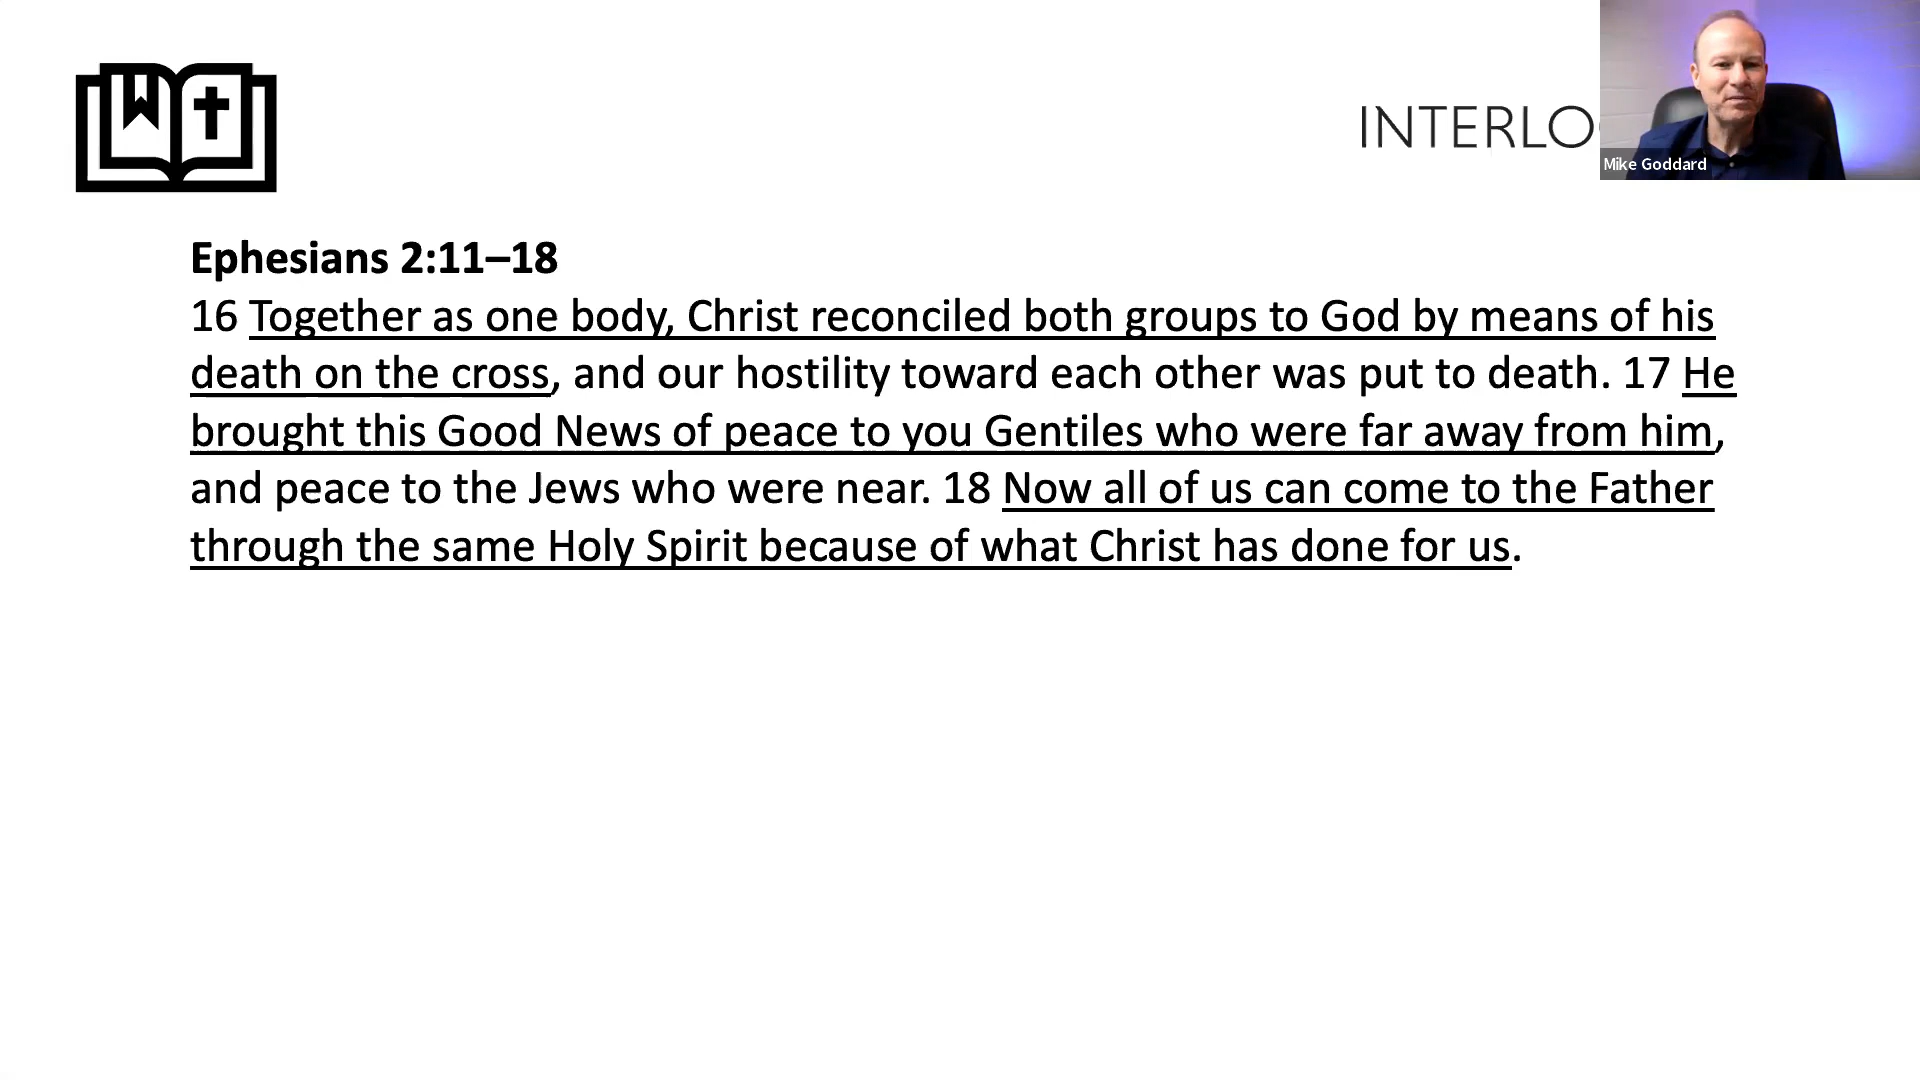 INTERLO
Mike Goddard
Ephesians 2:11–18
16 Together as one body, Christ reconciled both groups to God by means of his
death on the cross, and our hostility toward each other was put to death. 17 He
brought this Good News of peace to you Gentiles who were far away from him,
and peace to the Jews who were near. 18 Now all of us can come to the Father
through the same Holy Spirit because of what Christ has done for us.